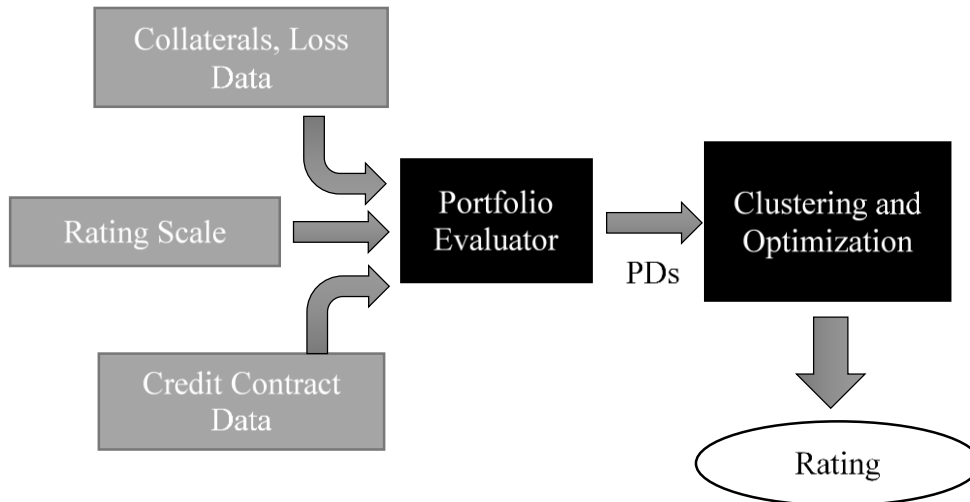 Collaterals, Loss
Data
Rating Scale
Credit Contract
Data
Portfolio
Evaluator
PDs
Clustering and
Optimization
Rating